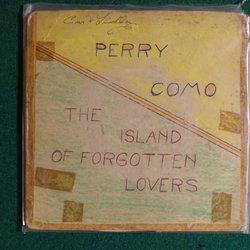 PERRY
COMO
THE
ISLAND
OF FORGOTTEN
LOVERS